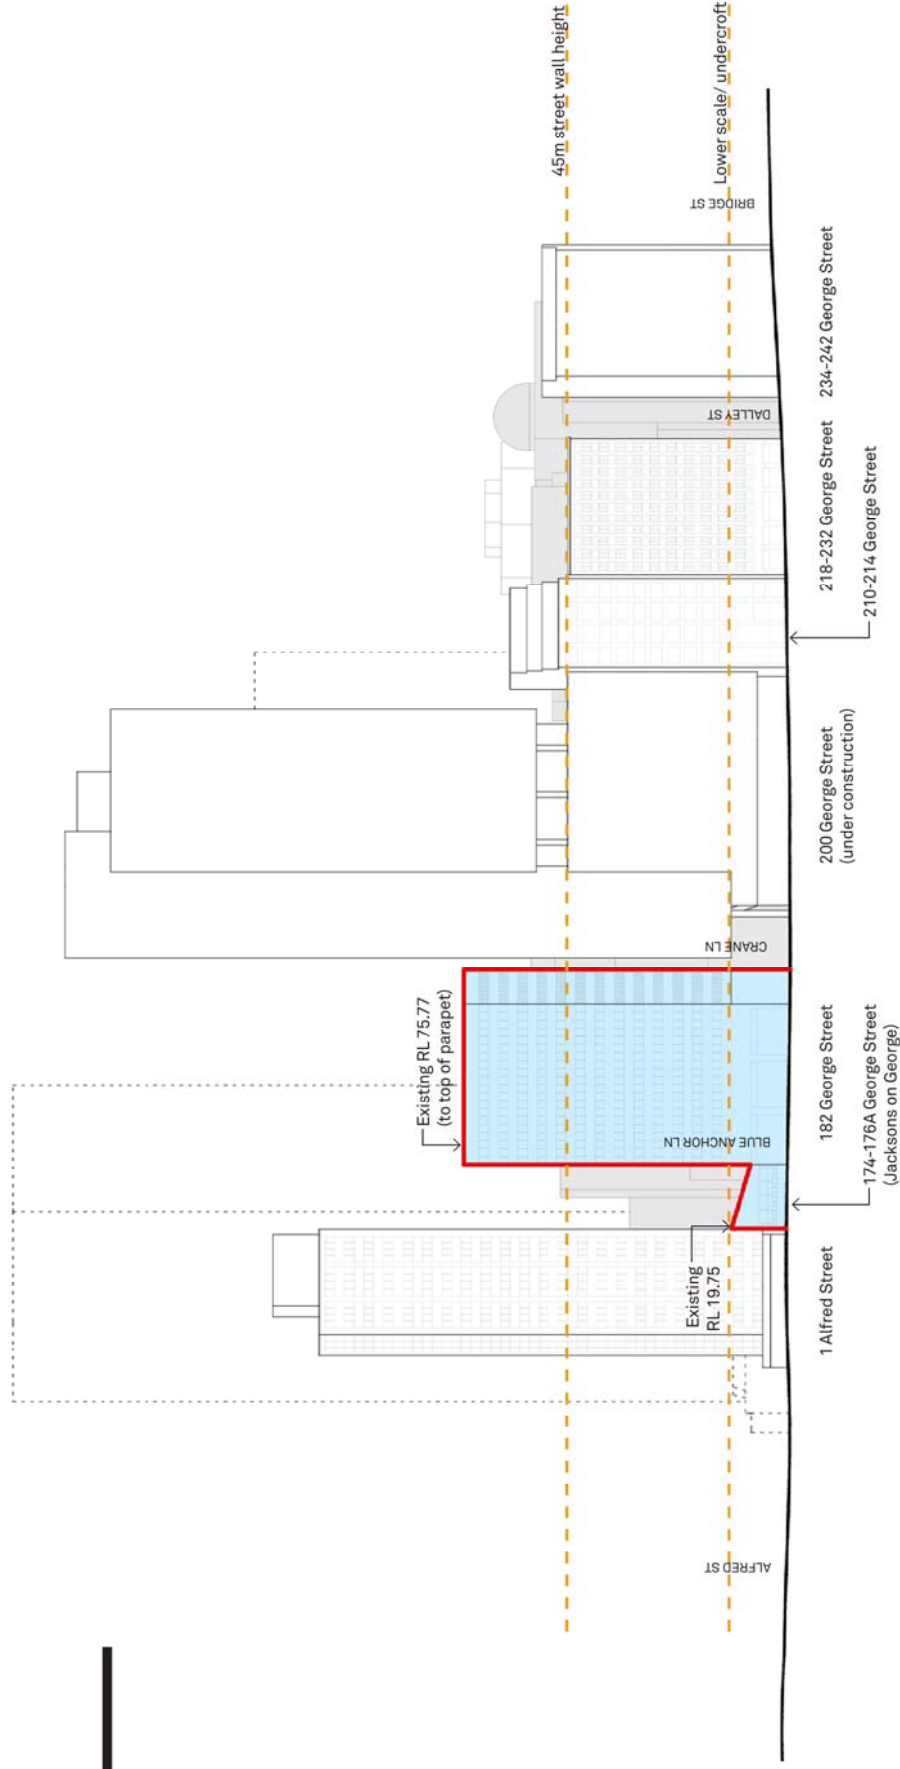 45m street wall height
Lower scale/ undercroft
Existing RL 75.77
(to top of parapet)
Existing
RL 19.75
ALFRED ST
BLUE ANCHOR LN
CRANE LN
DALLEY ST
BRIDGE ST
1 Alfred Street
174-176A George Street
(Jacksons on George)
182 George Street
200 George Street
(under construction)
210-214 George Street
218-232 George Street
234-242 George Street